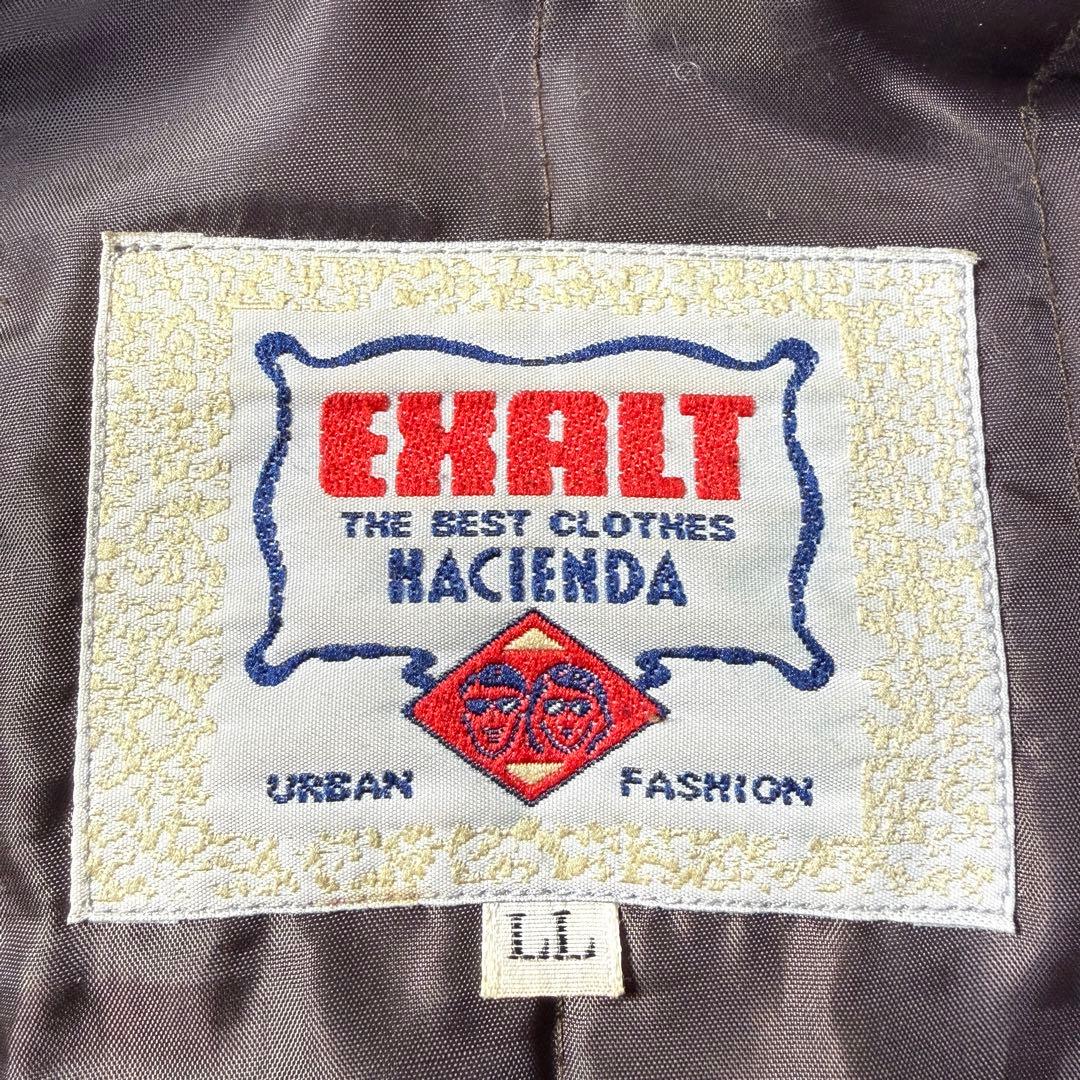 EXALT
THE BEST CLOTHES
HACIENDA
URBAN FASHION
LL